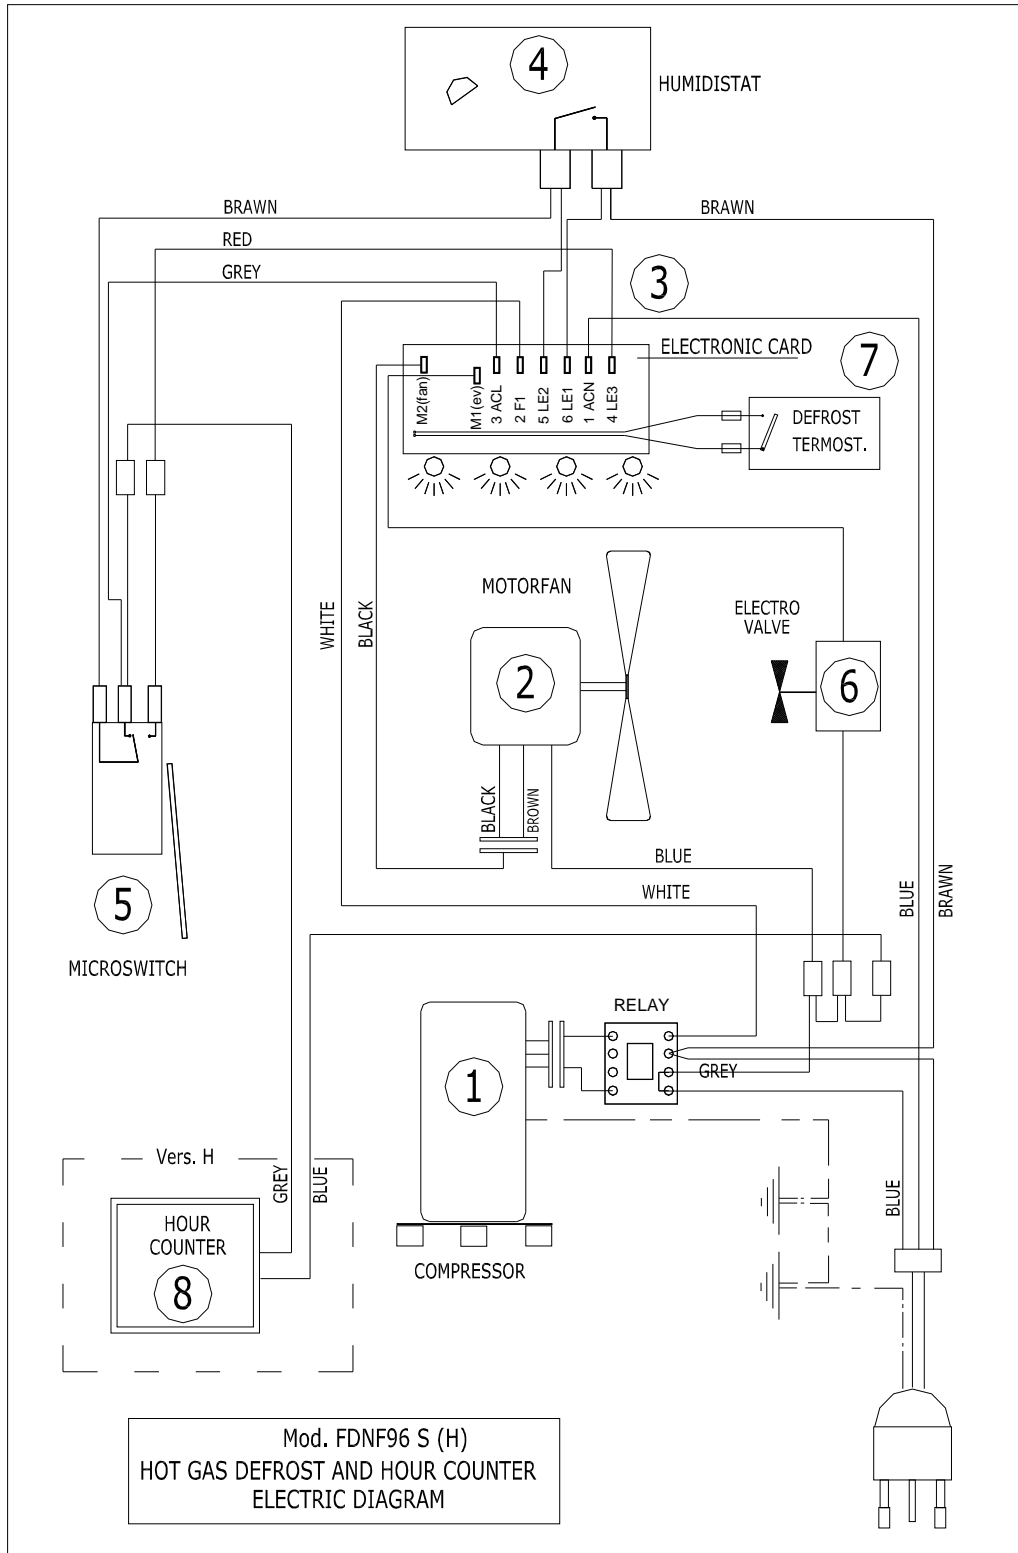 4
HUMIDISTAT
BRAWN
BRAWN
RED
GREY
3
ELECTRONIC CARD
7
M2(fan)
M1(ev)
3 ACL
2 F1
5 LE2
6 LE1
1 ACN
4 LE3
DEFROST
TERMOST.
MOTORFAN
WHITE
BLACK
ELECTRO
VALVE
2
6
BLACK
BROWN
BLUE
WHITE
BLUE
BRAWN
5
MICROSWITCH
RELAY
1
GREY
Vers. H
GREY
BLUE
BLUE
HOUR
COUNTER
8
COMPRESSOR
Mod. FDNF96 S (H)
HOT GAS DEFROST AND HOUR COUNTER
ELECTRIC DIAGRAM